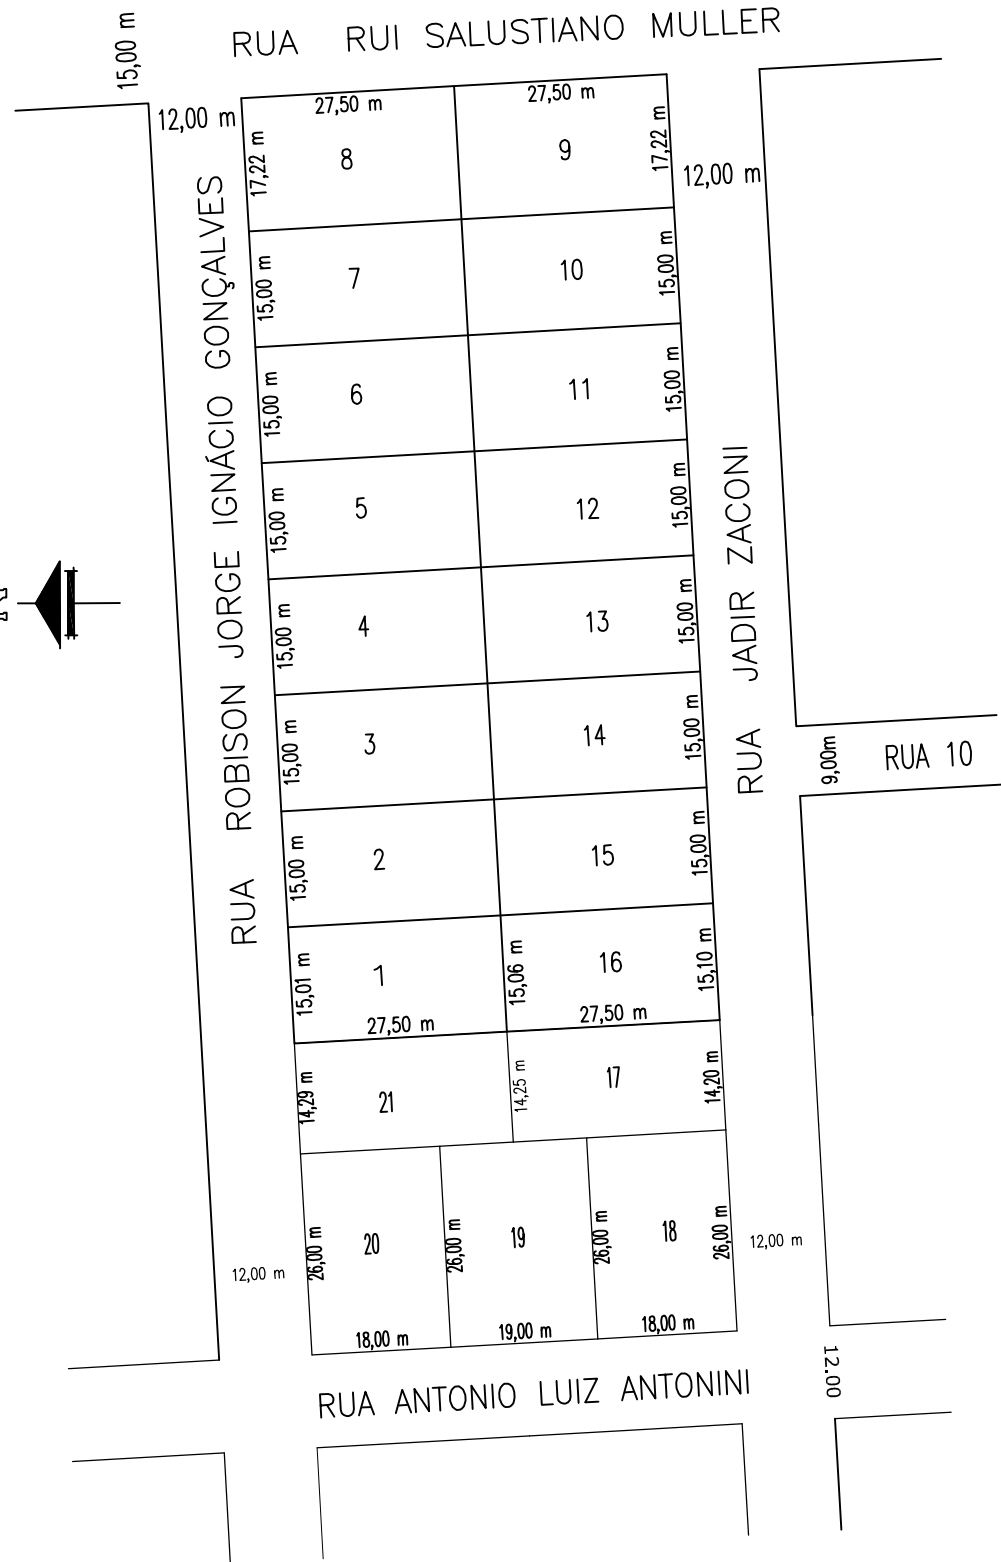 15,00 m
RUA RUI SALUSTIANO MULLER
12,00 m
27,50 m
27,50 m
17,22 m
8
9
17,22 m
12,00 m
RUA ROBISON JORGE IGNÁCIO GONÇALVES
15,00 m
7
10
15,00 m
15,00 m
6
11
15,00 m
15,00 m
5
12
15,00 m
RUA JADIR ZACONI
15,00 m
4
13
15,00 m
15,00 m
3
14
15,00 m
9,00m
RUA 10
15,00 m
2
15
15,00 m
15,01 m
1
27,50 m
15,06 m
16
27,50 m
15,10 m
14,29 m
21
14,25 m
17
14,20 m
12,00 m
26,00 m
20
18,00 m
26,00 m
19
19,00 m
26,00 m
18
18,00 m
26,00 m
12,00 m
RUA ANTONIO LUIZ ANTONINI
12.00